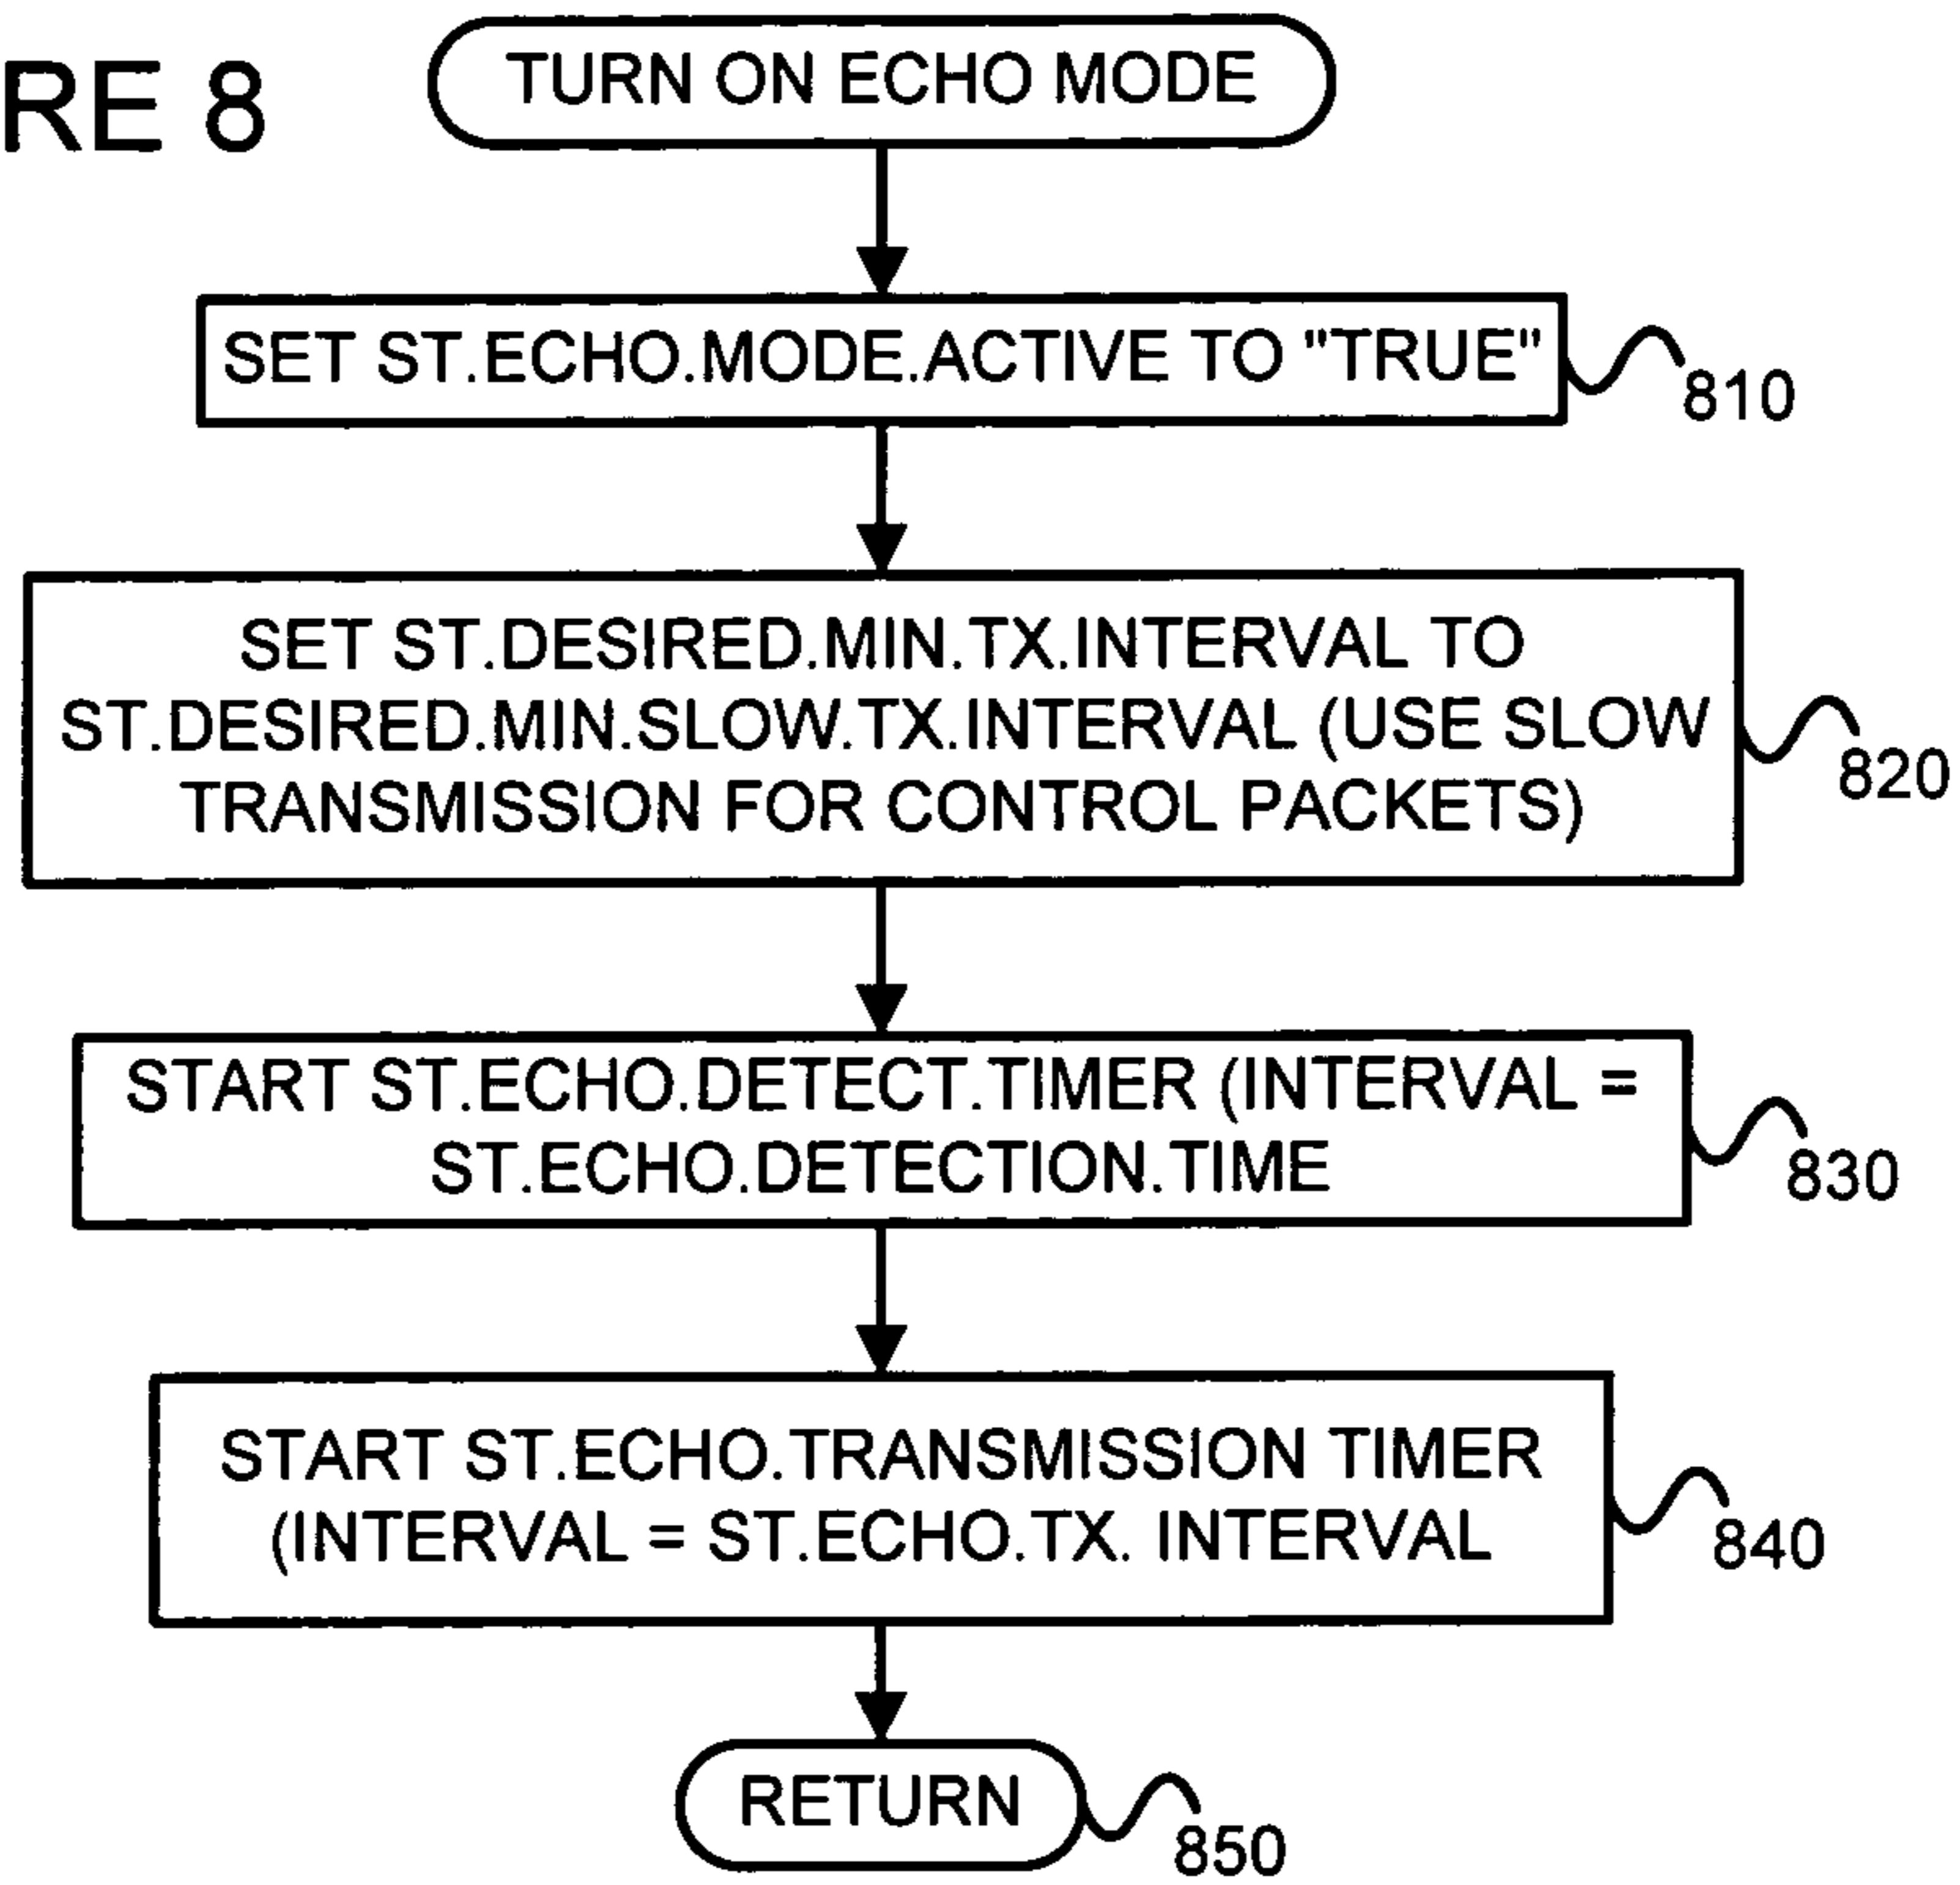 RE 8
TURN ON ECHO MODE
SET ST.ECHO.MODE.ACTIVE TO "TRUE"
810
SET ST.DESIRED.MIN.TX.INTERVAL TO
ST.DESIRED.MIN.SLOW.TX.INTERVAL (USE SLOW
TRANSMISSION FOR CONTROL PACKETS)
820
START ST.ECHO.DETECT.TIMER (INTERVAL =
ST.ECHO.DETECTION.TIME
830
START ST.ECHO.TRANSMISSION TIMER
(INTERVAL = ST.ECHO.TX. INTERVAL
840
RETURN
850